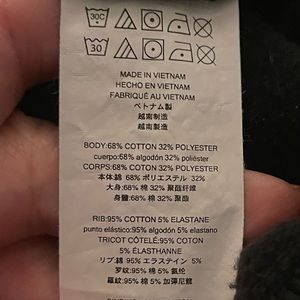 30C
30
MADE IN VIETNAM
HECHO EN VIETNAM
FABRIQUÉ AU VIETNAM
ベトナム製
越南制造
越南製造
BODY:68% COTTON 32% POLYESTER
cuerpo:68% algodón 32% poliéster
CORPS:68% COTON 32% POLYESTER
本体:綿 68% ポリエステル 32%
大身:68% 棉 32% 聚酯纤维
身體:68% 棉 32% 聚酯纖維
RIB:95% COTTON 5% ELASTANE
punto elástico:95% algodón 5% elastano
TRICOT CÔTELÉ:95% COTON
5% ÉLASTHANNE
リブ:綿 95% エラステイン 5%
罗纹:95% 棉 5% 氨纶
羅紋:95% 棉 5% 加彈尼龍